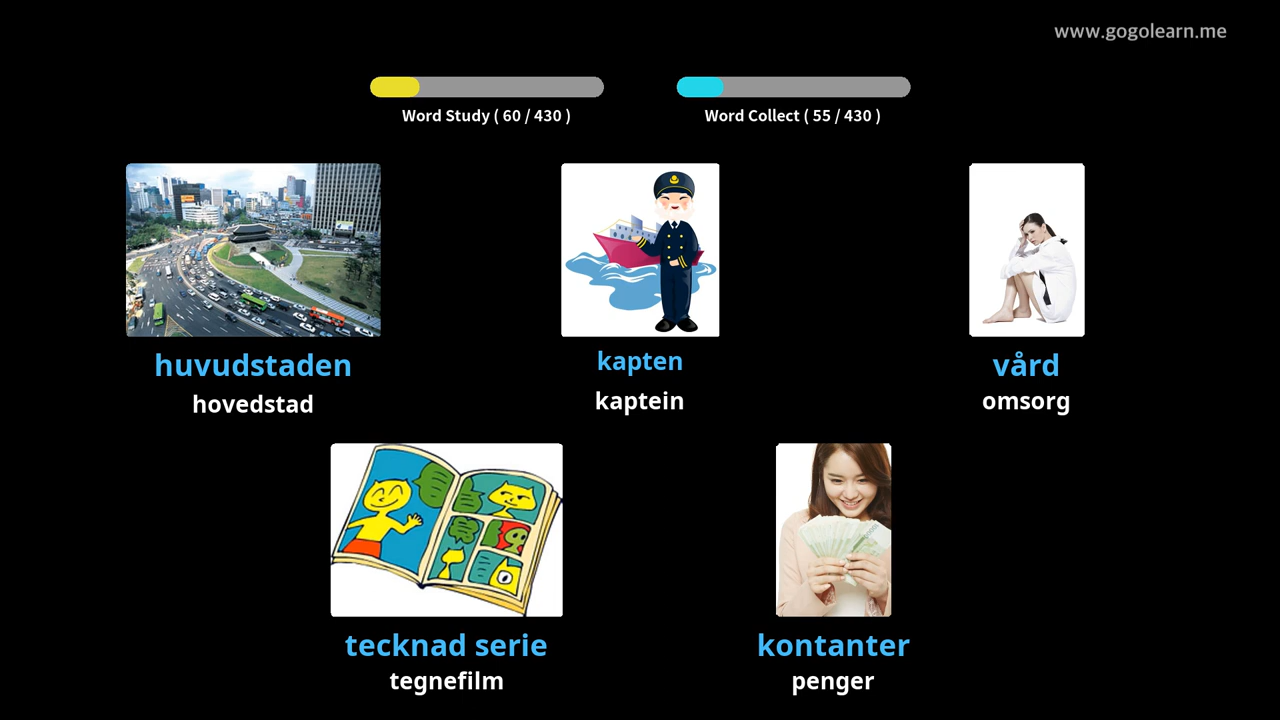 www.gogolearn.me
Word Study ( 60 / 430 )
Word Collect ( 55 / 430 )
huvudstaden
hovedstad
kapten
kaptein
vård
omsorg
tecknad serie
tegnefilm
kontanter
penger